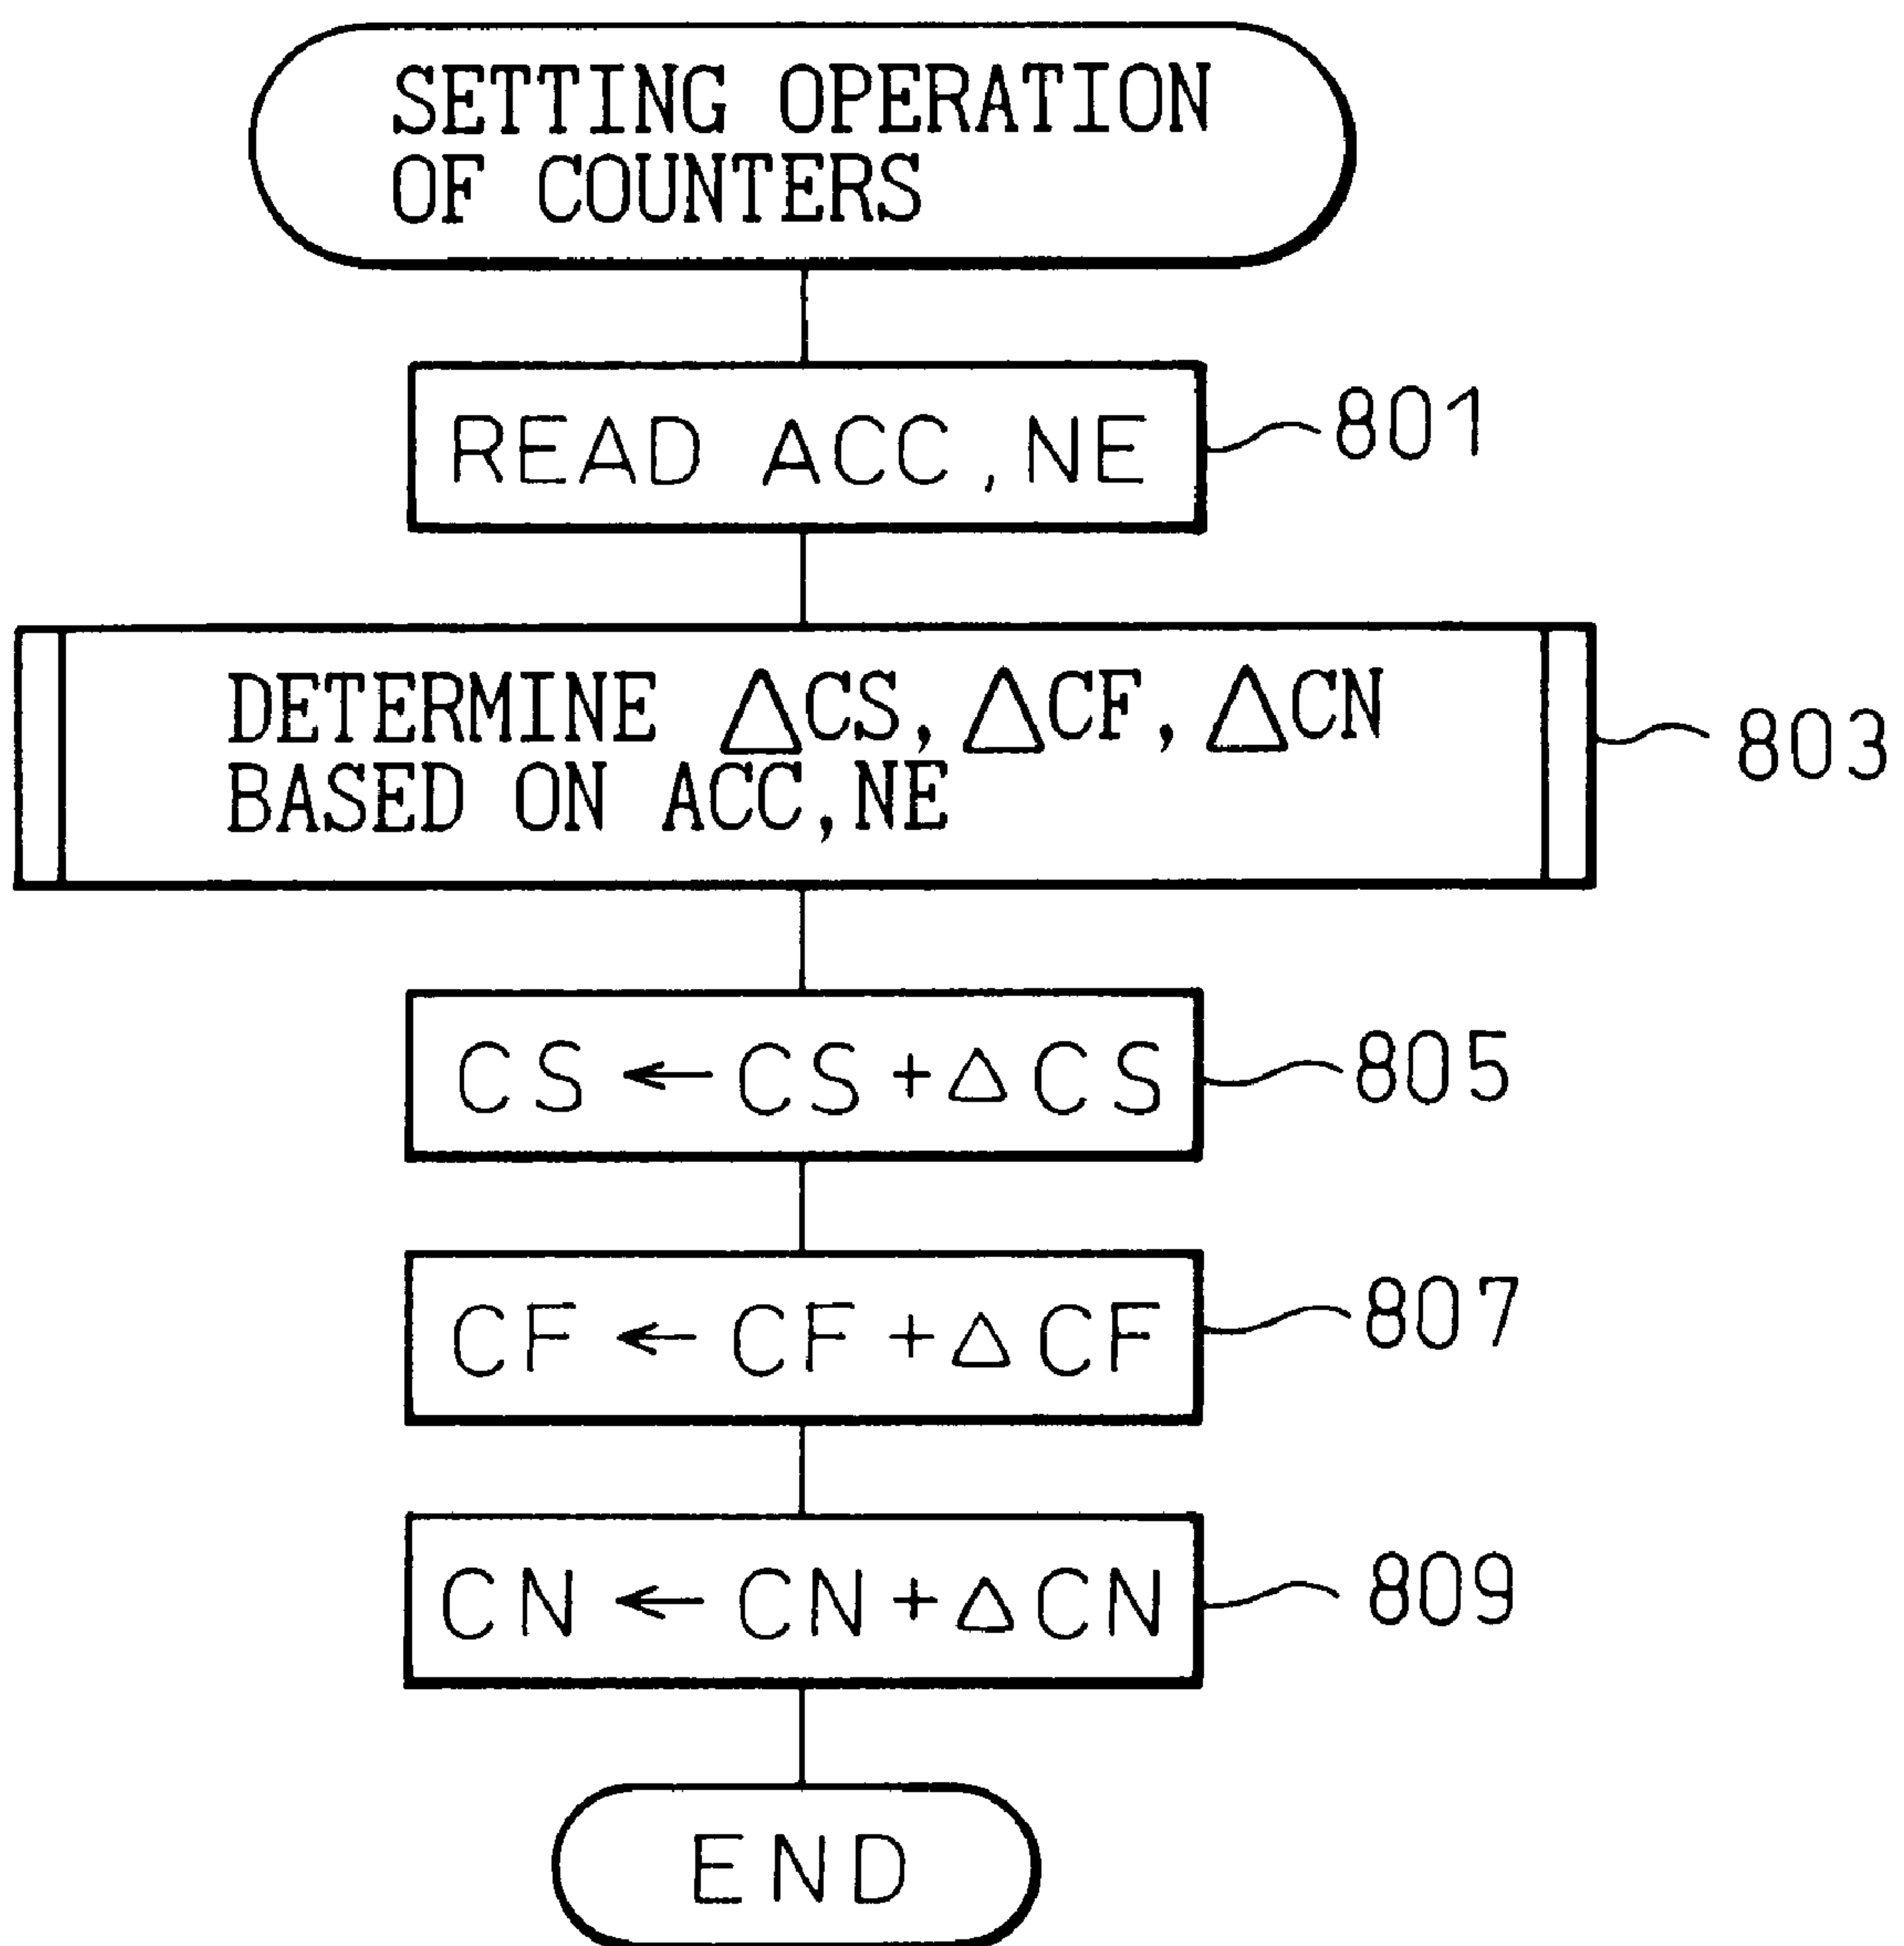 SETTING OPERATION
OF COUNTERS
READ ACC,NE
801
DETERMINE △CS, △CF, △CN
BASED ON ACC,NE
803
CS ← CS + △CS
805
CF ← CF + △CF
807
CN ← CN + △CN
809
END